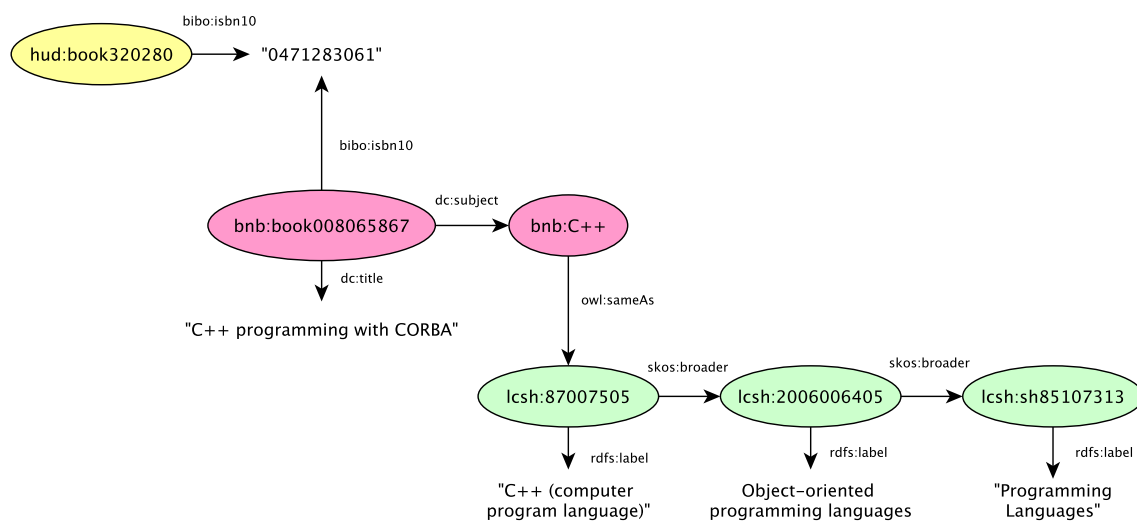 bibo:isbn10
hud:book320280
"0471283061"
bibo:isbn10
dc:subject
bnb:book008065867
bnb:C++
dc:title
owl:sameAs
"C++ programming with CORBA"
skos:broader
skos:broader
lcsh:87007505
lcsh:2006006405
lcsh:sh85107313
rdfs:label
rdfs:label
rdfs:label
"C++ (computer
program language)"
Object-oriented
programming languages
"Programming
Languages"